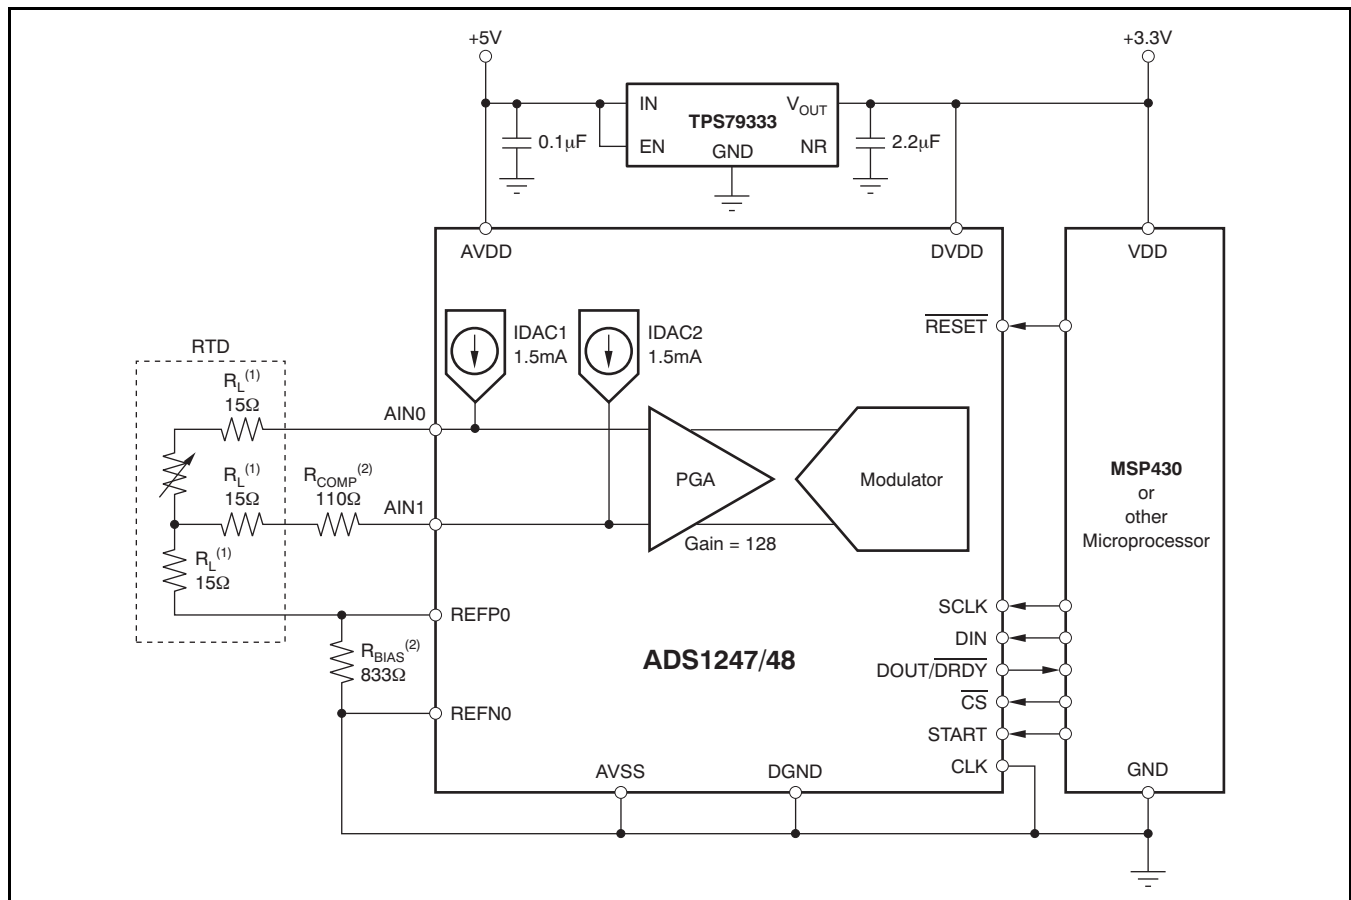 +5V
+3.3V
IN
VOUT
TPS79333
EN
GND
NR
0.1μF
2.2μF
AVDD
DVDD
VDD
RESET
IDAC1
1.5mA
IDAC2
1.5mA
RTD
RL(1)
15Ω
AIN0
RL(1)
15Ω
RCOMP(2)
110Ω
AIN1
PGA
Modulator
Gain = 128
MSP430
or
other
Microprocessor
RL(1)
15Ω
REFP0
RBIAS(2)
833Ω
REFN0
ADS1247/48
SCLK
DIN
DOUT/DRDY
CS
START
CLK
AVSS
DGND
GND